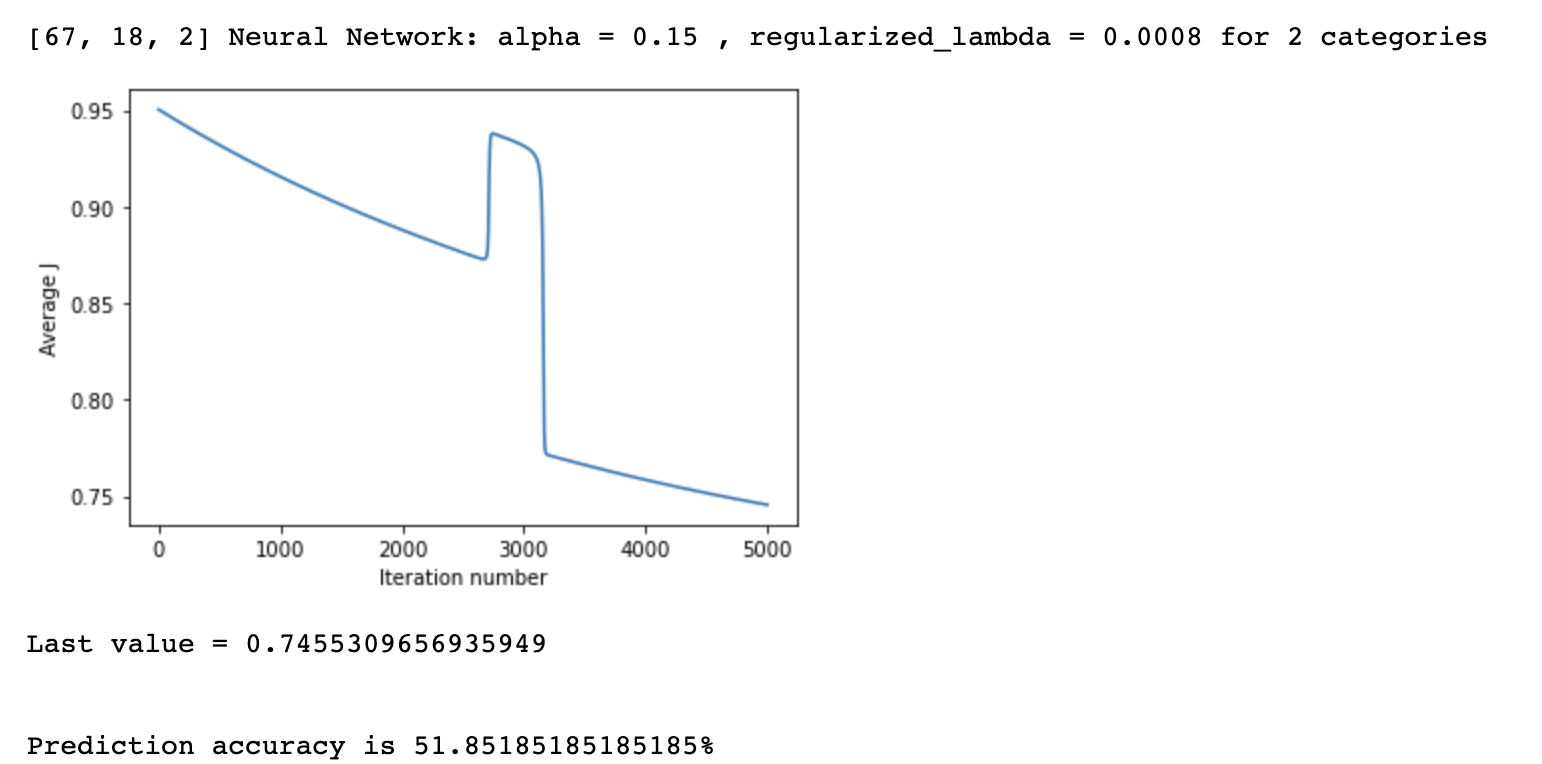 [67, 18, 2] Neural Network: alpha = 0.15 , regularized_lambda = 0.0008 for 2 categories
0.95
0.90
0.85
0.80
0.75
Average J
0 1000 2000 3000 4000 5000
Iteration number
Last value = 0.7455309656935949
Prediction accuracy is 51.85185185185185%